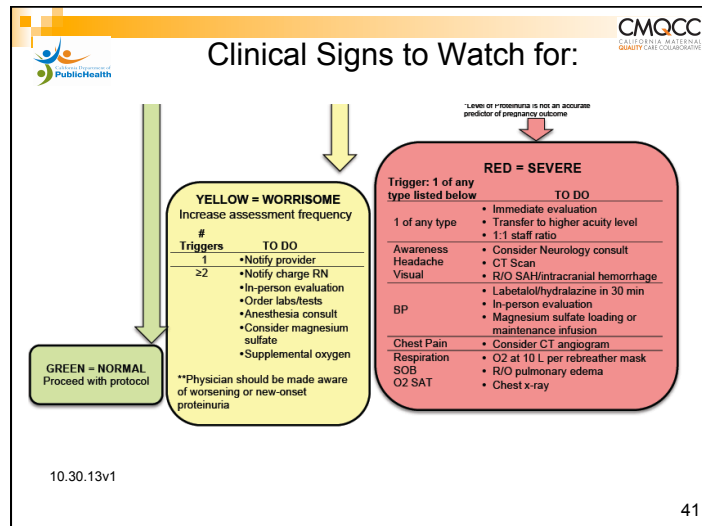 CMQCC
CALIFORNIA MATERNAL
QUALITY CARE COLLABORATIVE
California Department of
PublicHealth
Clinical Signs to Watch for:
*Level of Proteinuria is not an accurate
predictor of pregnancy outcome
GREEN = NORMAL
Proceed with protocol
YELLOW = WORRISOME
Increase assessment frequency
#
Triggers TO DO
1 •Notify provider
≥2 •Notify charge RN
•In-person evaluation
•Order labs/tests
•Anesthesia consult
•Consider magnesium
sulfate
•Supplemental oxygen
**Physician should be made aware
of worsening or new-onset
proteinuria
RED = SEVERE
Trigger: 1 of any
type listed below TO DO
1 of any type
• Immediate evaluation
• Transfer to higher acuity level
• 1:1 staff ratio
Awareness
Headache
Visual
• Consider Neurology consult
• CT Scan
• R/O SAH/intracranial hemorrhage
BP
• Labetalol/hydralazine in 30 min
• In-person evaluation
• Magnesium sulfate loading or
maintenance infusion
Chest Pain • Consider CT angiogram
Respiration
SOB
O2 SAT
• O2 at 10 L per rebreather mask
• R/O pulmonary edema
• Chest x-ray
10.30.13v1
41